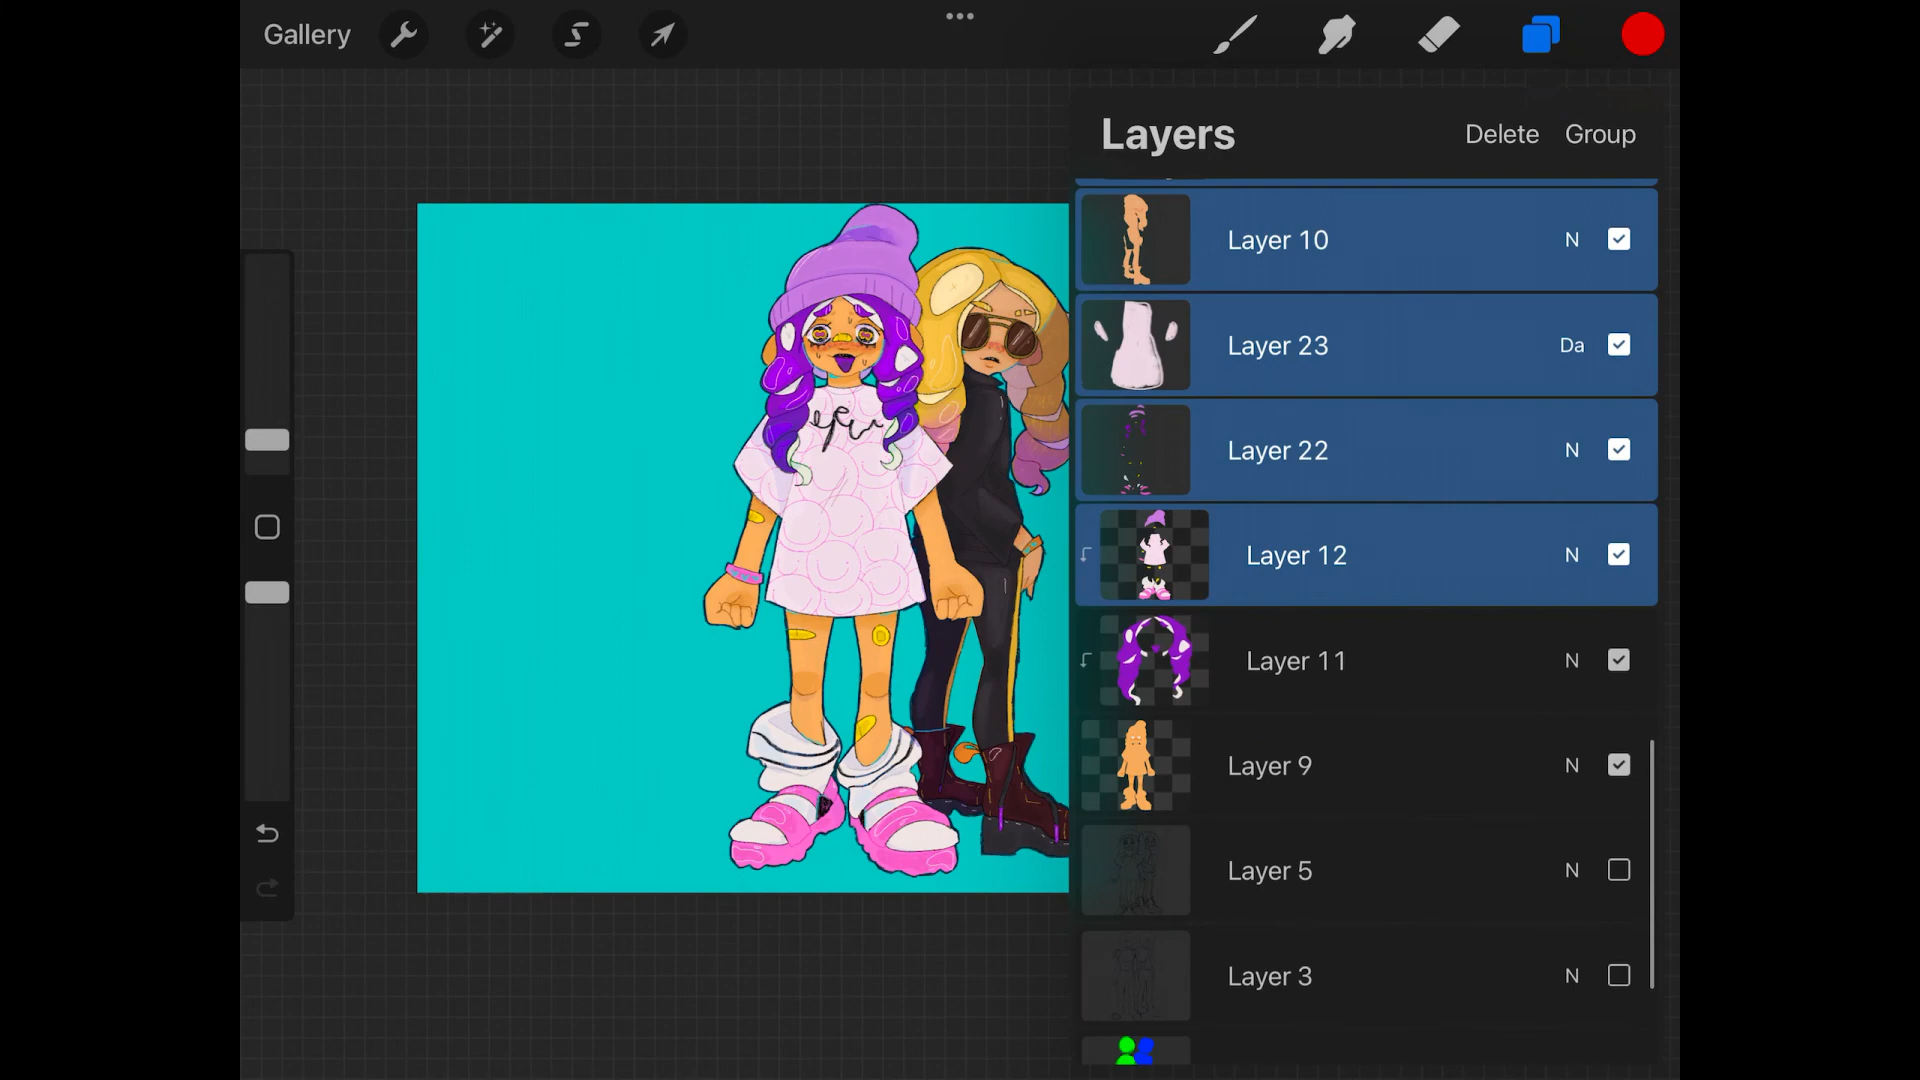 Gallery
Layers
Delete Group
Layer 10 N
Layer 23 Da
Layer 22 N
Layer 12 N
Layer 11 N
Layer 9 N
Layer 5 N
Layer 3 N